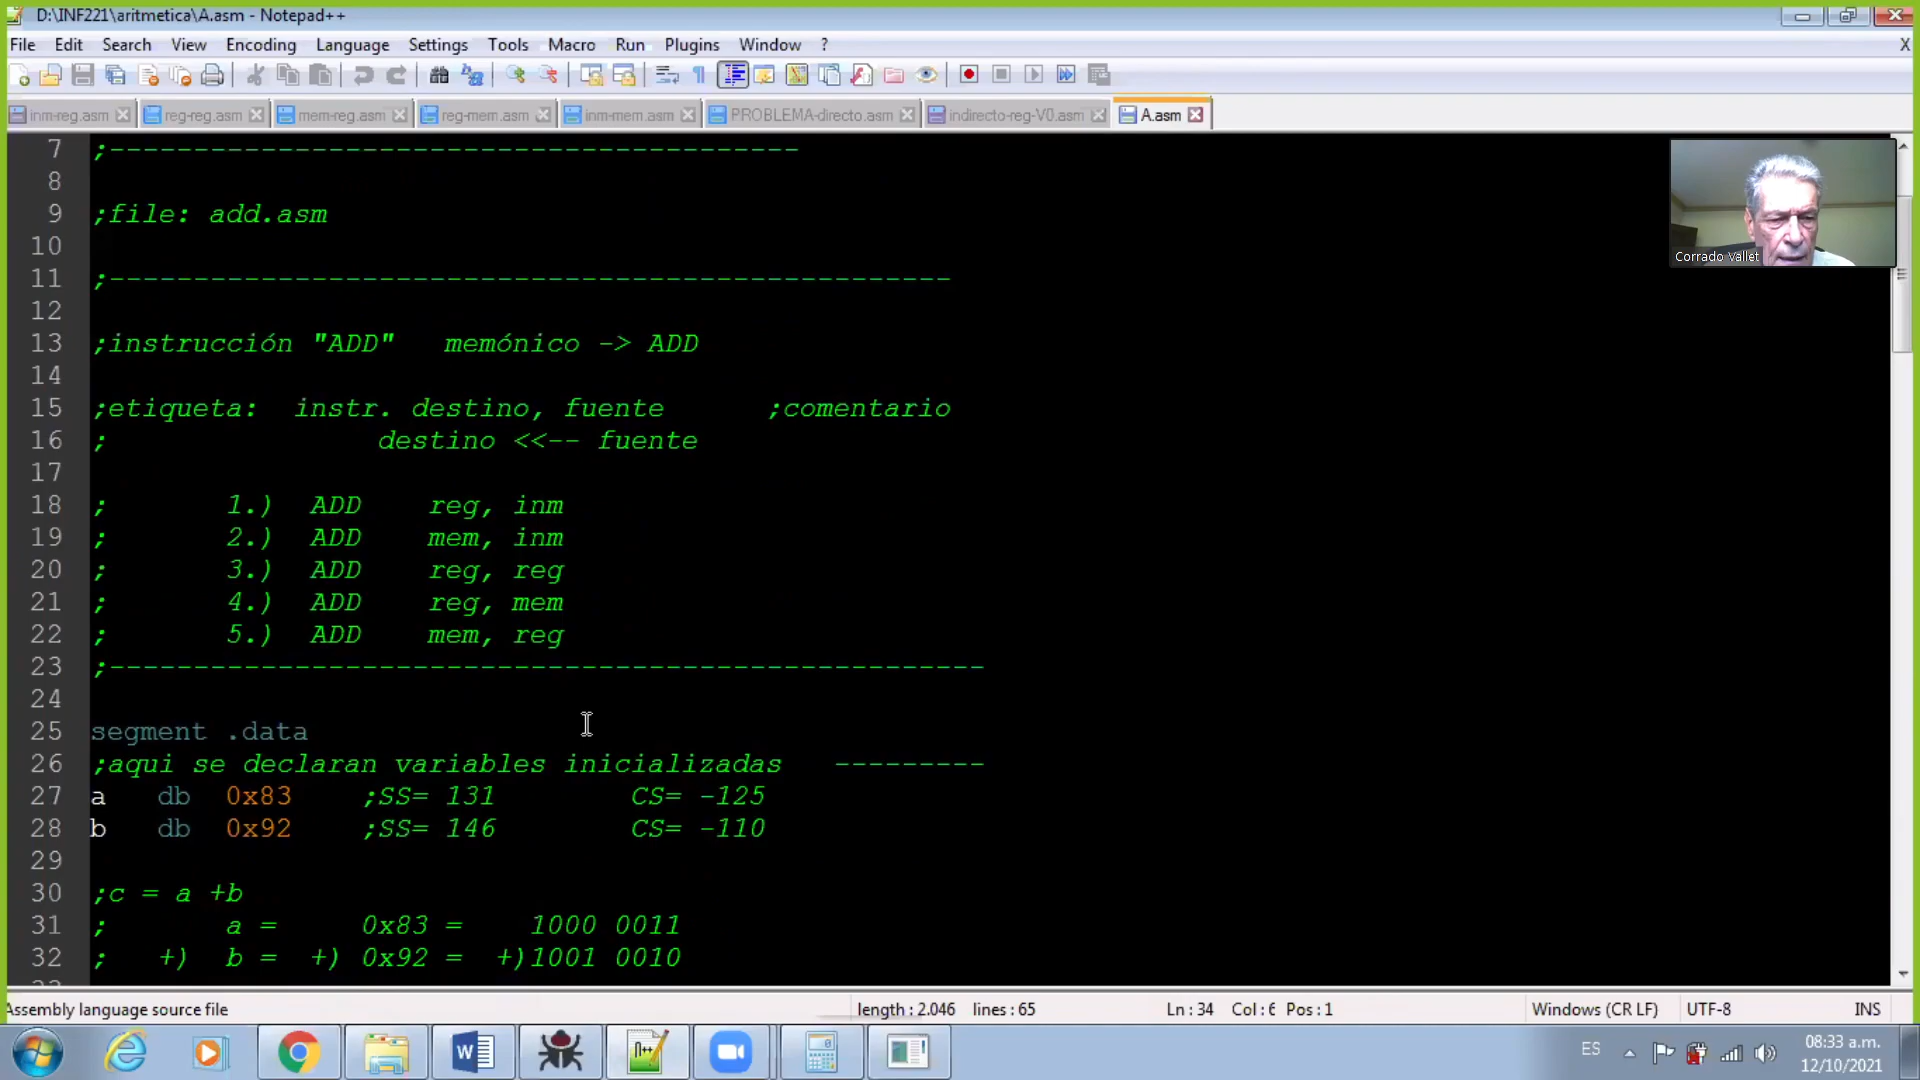 D:\INF221\aritmetica\A.asm - Notepad++
File Edit Search View Encoding Language Settings Tools Macro Run Plugins Window ? X
inm-reg.asm reg-reg.asm mem-reg.asm reg-mem.asm inm-mem.asm PROBLEMA-directo.asm indirecto-reg-V0.asm A.asm
7 ;-----------------------------------------
8
9 ;file: add.asm
10
11 ;--------------------------------------------------
12
13 ;instrucción "ADD" memónico -> ADD
14
15 ;etiqueta: instr. destino, fuente ;comentario
16 ; destino <<-- fuente
17
18 ; 1.) ADD reg, inm
19 ; 2.) ADD mem, inm
20 ; 3.) ADD reg, reg
21 ; 4.) ADD reg, mem
22 ; 5.) ADD mem, reg
23 ;----------------------------------------------------
24
25 segment .data
26 ;aqui se declaran variables inicializadas ---------
27 a db 0x83 ;SS= 131 CS= -125
28 b db 0x92 ;SS= 146 CS= -110
29
30 ;c = a +b
31 ; a = 0x83 = 1000 0011
32 ; +) b = +) 0x92 = +)1001 0010
Corrado Vallet
Assembly language source file length : 2.046 lines : 65 Ln : 34 Col : 6 Pos : 1 Windows (CR LF) UTF-8 INS
ES 08:33 a.m.
12/10/2021